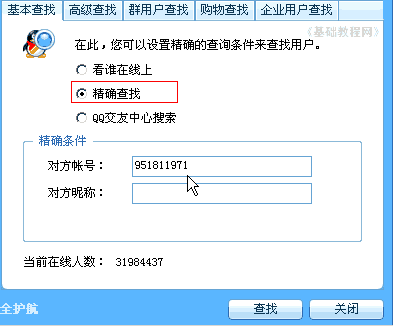 基本查找 高级查找 群用户查找 购物查找 企业用户查找
《基础教程网》
在此，您可以设置精确的查询条件来查找用户。
看谁在线上
精确查找
QQ交友中心搜索
精确条件
对方帐号： 951811971
对方昵称：
当前在线人数： 31984437
全护航 查找 关闭